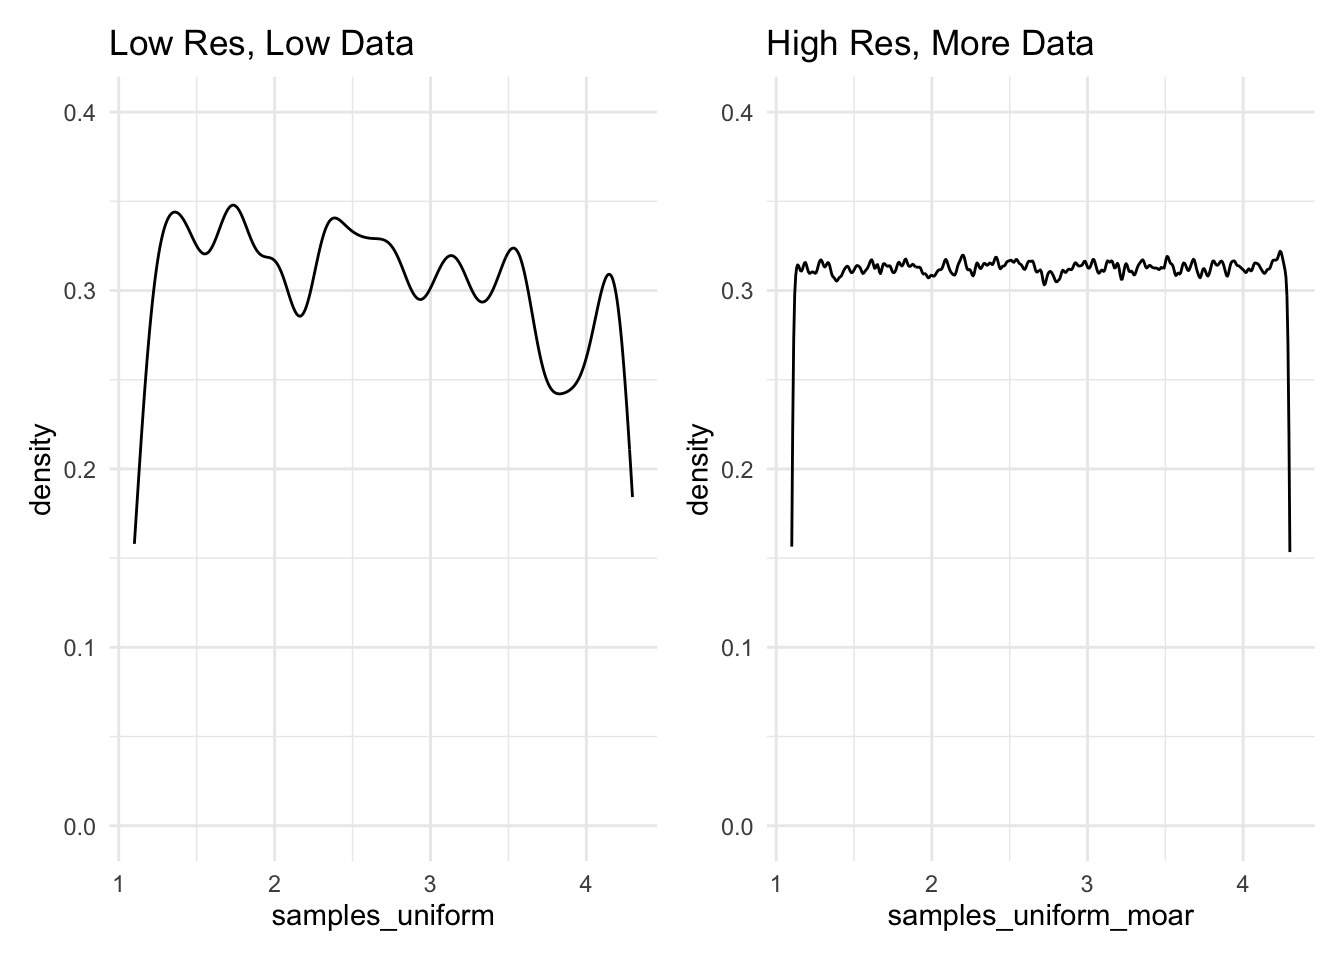 Low Res, Low Data
density
0.4
0.3
0.2
0.1
0.0
1 2 3 4
samples_uniform
High Res, More Data
density
0.4
0.3
0.2
0.1
0.0
1 2 3 4
samples_uniform_moar